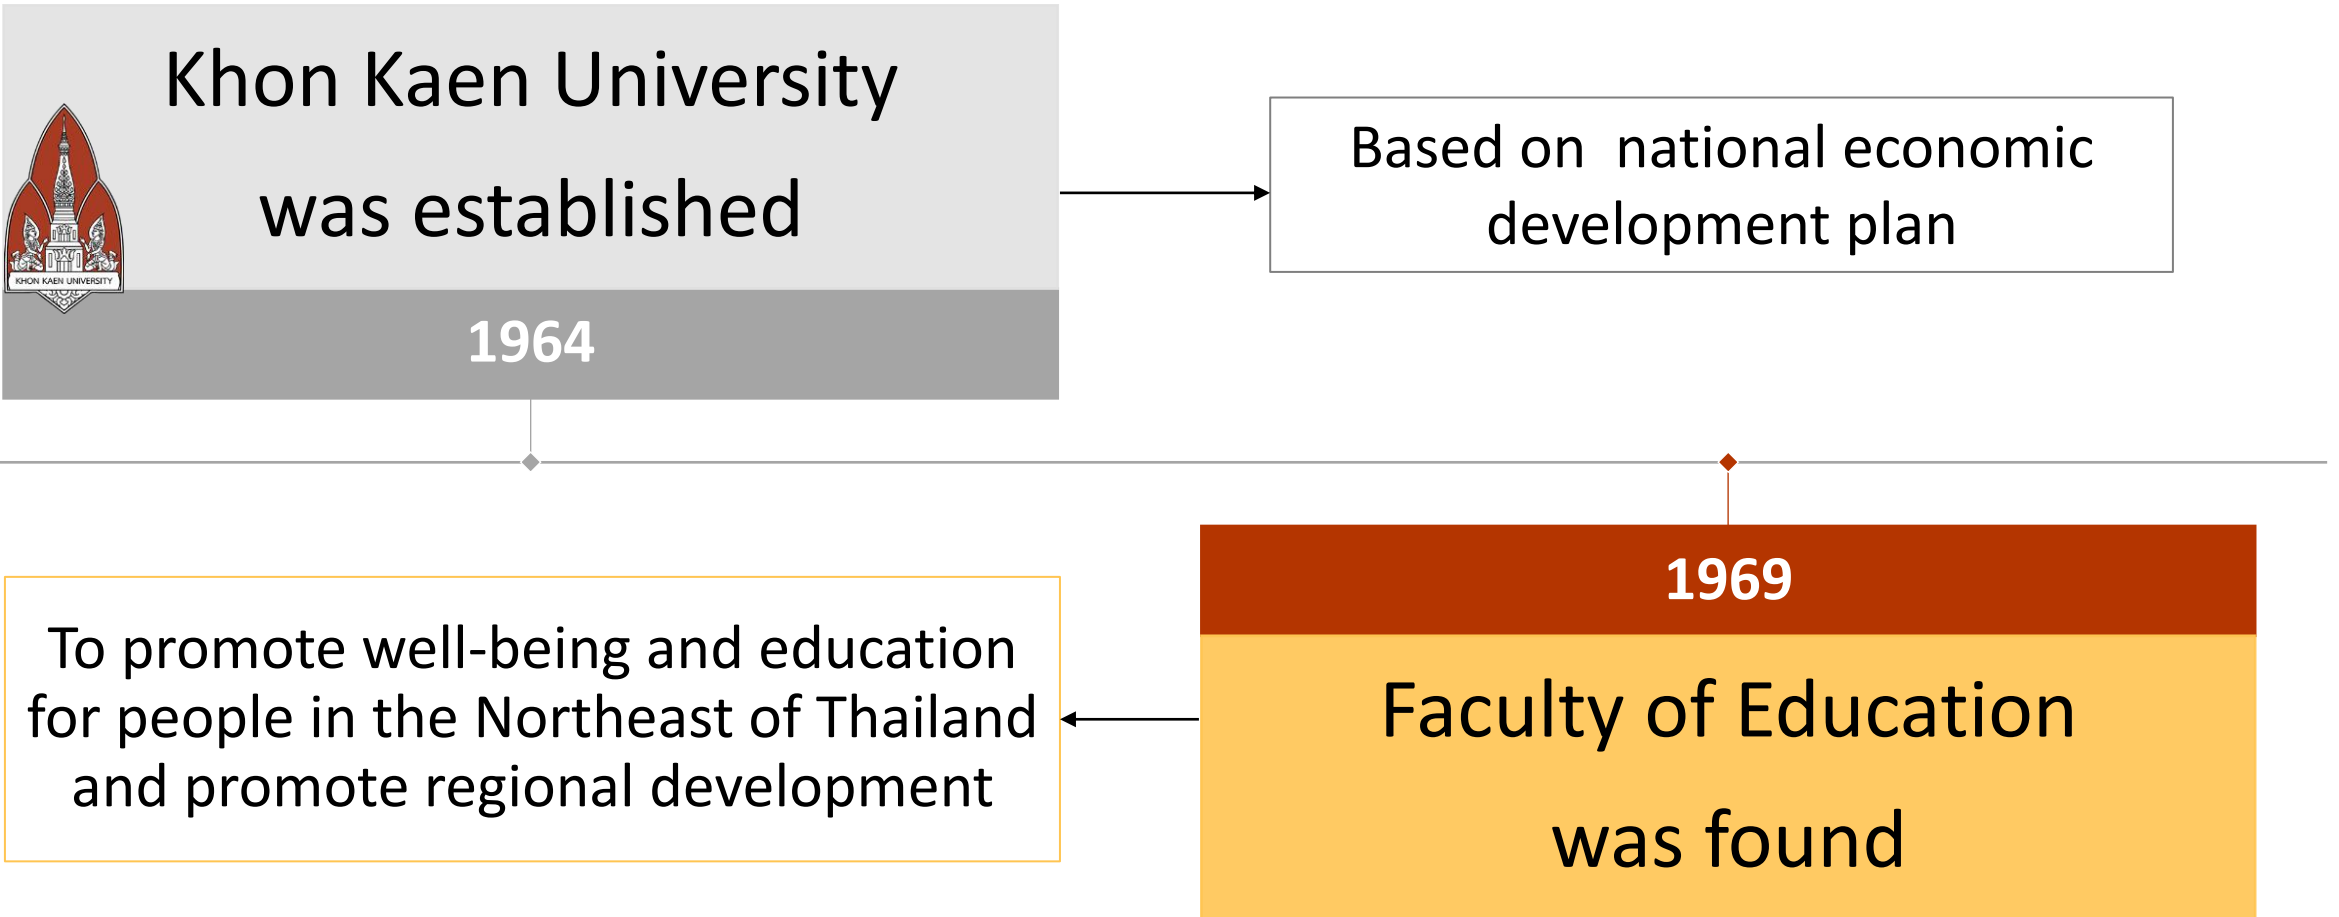 Khon Kaen University
was established
KHON KAEN UNIVERSITY
1964
Based on national economic
development plan
1969
Faculty of Education
was found
To promote well-being and education
for people in the Northeast of Thailand
and promote regional development